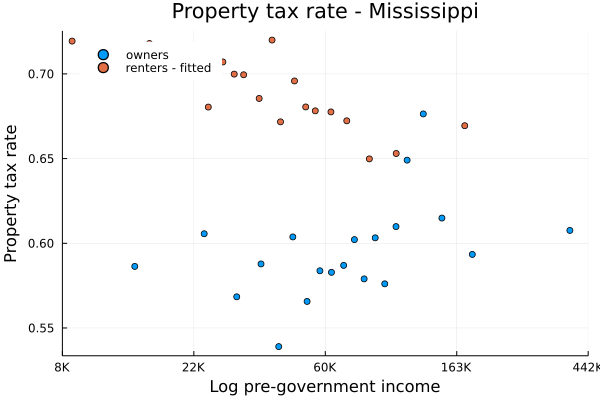 Property tax rate - Mississippi
owners
renters - fitted
Property tax rate
0.70
0.65
0.60
0.55
8K
22K
60K
163K
442K
Log pre-government income